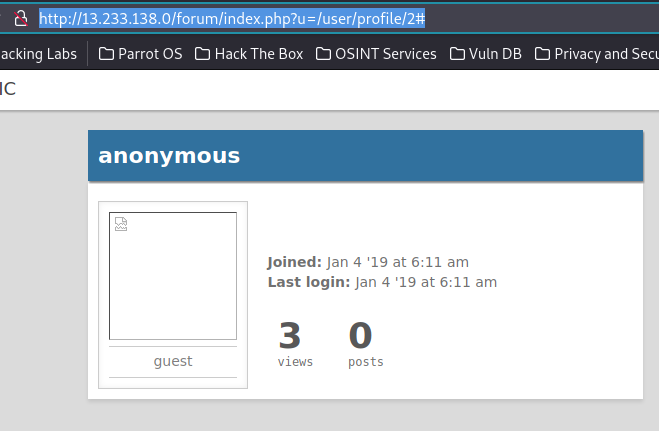 http://13.233.138.0/forum/index.php?u=/user/profile/2#
acking Labs Parrot OS Hack The Box OSINT Services Vuln DB Privacy and Secu
IC
anonymous
Joined: Jan 4 '19 at 6:11 am
Last login: Jan 4 '19 at 6:11 am
3 0
views posts
guest